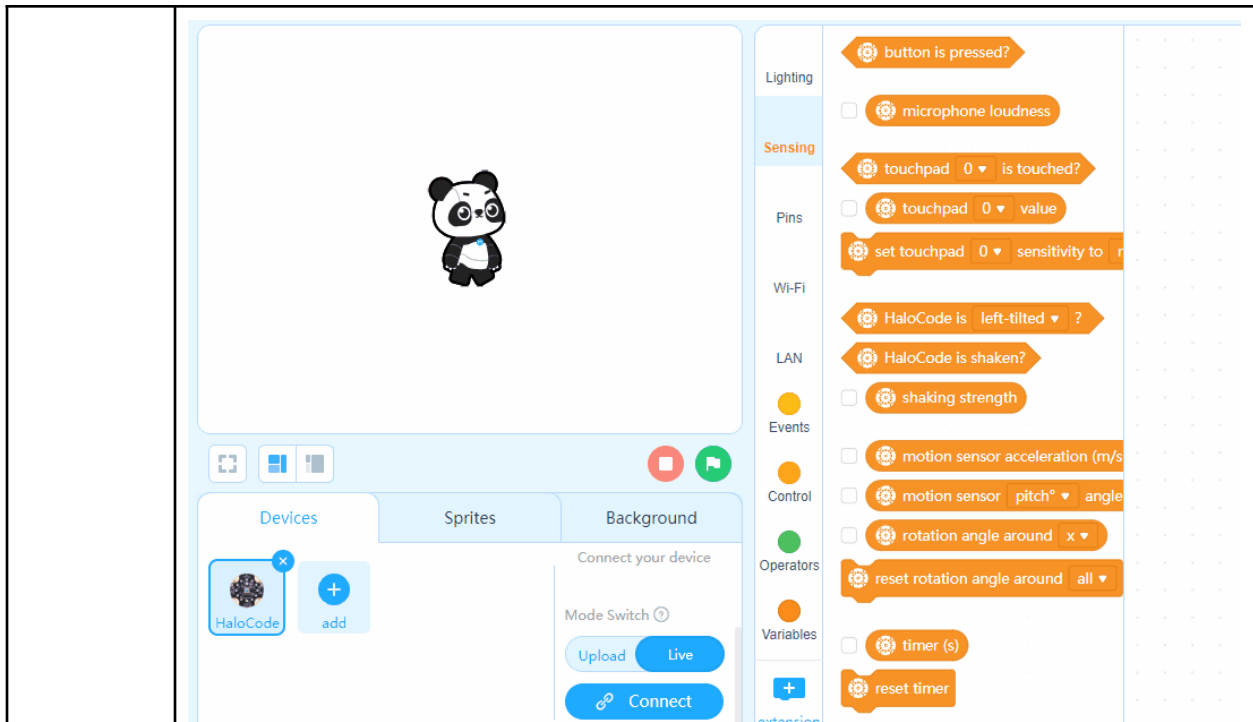 Lighting
Sensing
Pins
Wi-Fi
LAN
Events
Control
Operators
Variables
extension
button is pressed?
microphone loudness
touchpad 0 is touched?
touchpad 0 value
set touchpad 0 sensitivity to
HaloCode is left-tilted ?
HaloCode is shaken?
shaking strength
motion sensor acceleration (m/s
motion sensor pitch° angle
rotation angle around x
reset rotation angle around all
timer (s)
reset timer
Devices
Sprites
Background
HaloCode
add
Connect your device
Mode Switch ?
Upload Live
Connect